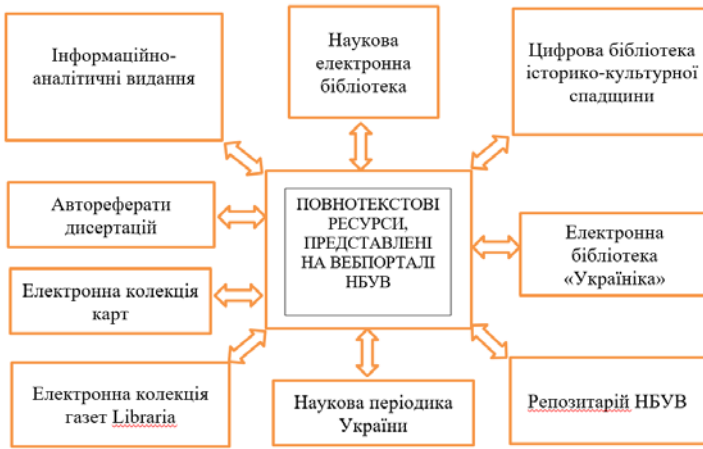 Інформаційно-
аналітичні видання
Наукова
електронна
бібліотека
Цифрова бібліотека
історико-культурної
спадщини
Автореферати
дисертацій
ПОВНОТЕКСТОВІ
РЕСУРСИ,
ПРЕДСТАВЛЕНІ
НА ВЕБПОРТАЛІ
НБУВ
Електронна
бібліотека
«Україніка»
Електронна колекція
карт
Електронна колекція
газет Libraria
Наукова періодика
України
Репозитарій НБУВ